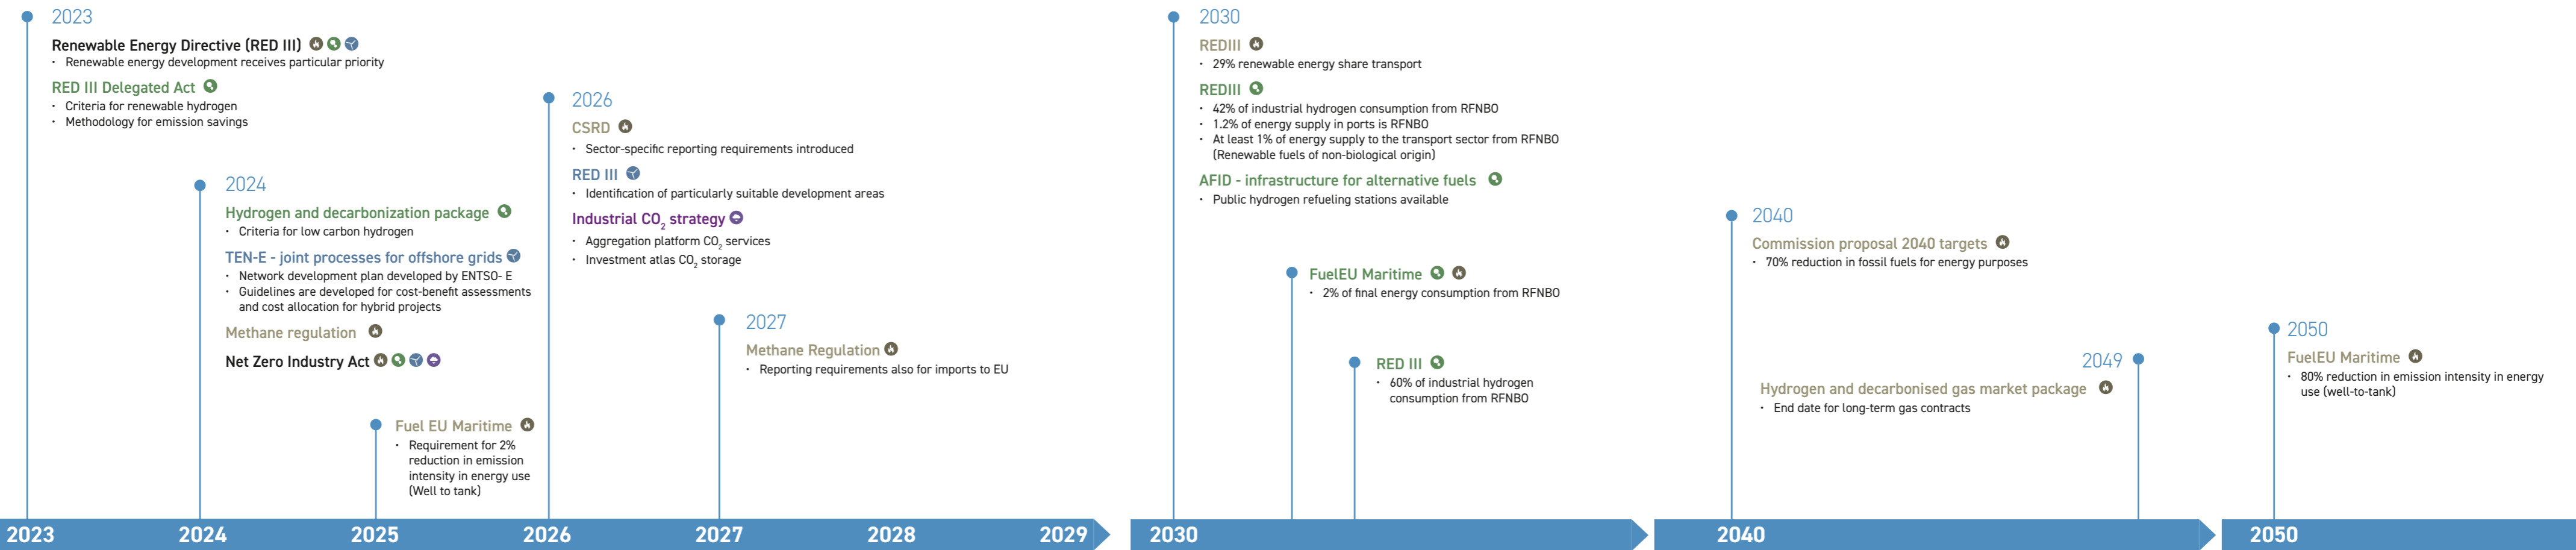 2023
Renewable Energy Directive (RED III)
• Renewable energy development receives particular priority
RED III Delegated Act
• Criteria for renewable hydrogen
• Methodology for emission savings
2024
Hydrogen and decarbonization package
• Criteria for low carbon hydrogen
TEN-E - joint processes for offshore grids
• Network development plan developed by ENTSO- E
• Guidelines are developed for cost-benefit assessments
and cost allocation for hybrid projects
Methane regulation
Net Zero Industry Act
Fuel EU Maritime
• Requirement for 2%
reduction in emission
intensity in energy use
(Well to tank)
2026
CSRD
• Sector-specific reporting requirements introduced
RED III
• Identification of particularly suitable development areas
Industrial CO2 strategy
• Aggregation platform CO2 services
• Investment atlas CO2 storage
2027
Methane Regulation
• Reporting requirements also for imports to EU
2030
REDIII
• 29% renewable energy share transport
REDIII
• 42% of industrial hydrogen consumption from RFNBO
• 1.2% of energy supply in ports is RFNBO
• At least 1% of energy supply to the transport sector from RFNBO
(Renewable fuels of non-biological origin)
AFID - infrastructure for alternative fuels
• Public hydrogen refueling stations available
FuelEU Maritime
• 2% of final energy consumption from RFNBO
RED III
• 60% of industrial hydrogen
consumption from RFNBO
2040
Commission proposal 2040 targets
• 70% reduction in fossil fuels for energy purposes
2049
Hydrogen and decarbonised gas market package
• End date for long-term gas contracts
2050
FuelEU Maritime
• 80% reduction in emission intensity in energy
use (well-to-tank)
2023 2024 2025 2026 2027 2028 2029 2030 2040 2050